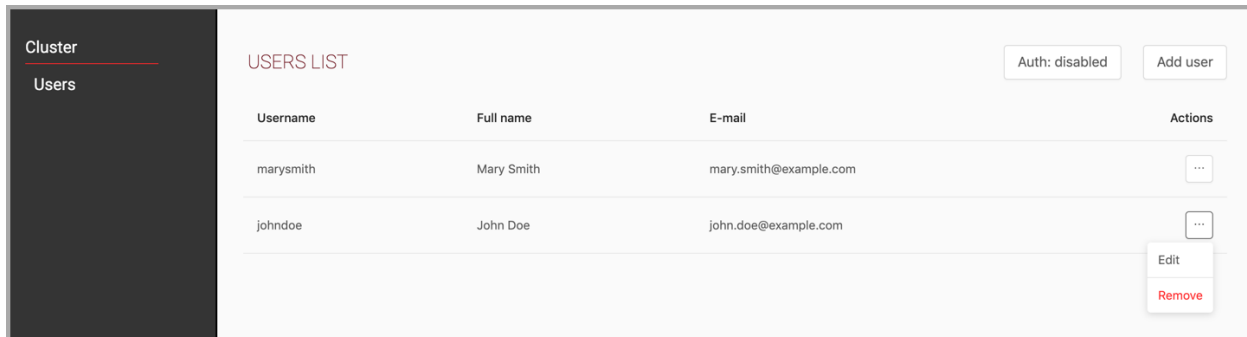 Cluster
Users
USERS LIST
Auth: disabled
Add user
Username Full name E-mail Actions
marysmith Mary Smith mary.smith@example.com ...
johndoe John Doe john.doe@example.com ...
Edit
Remove